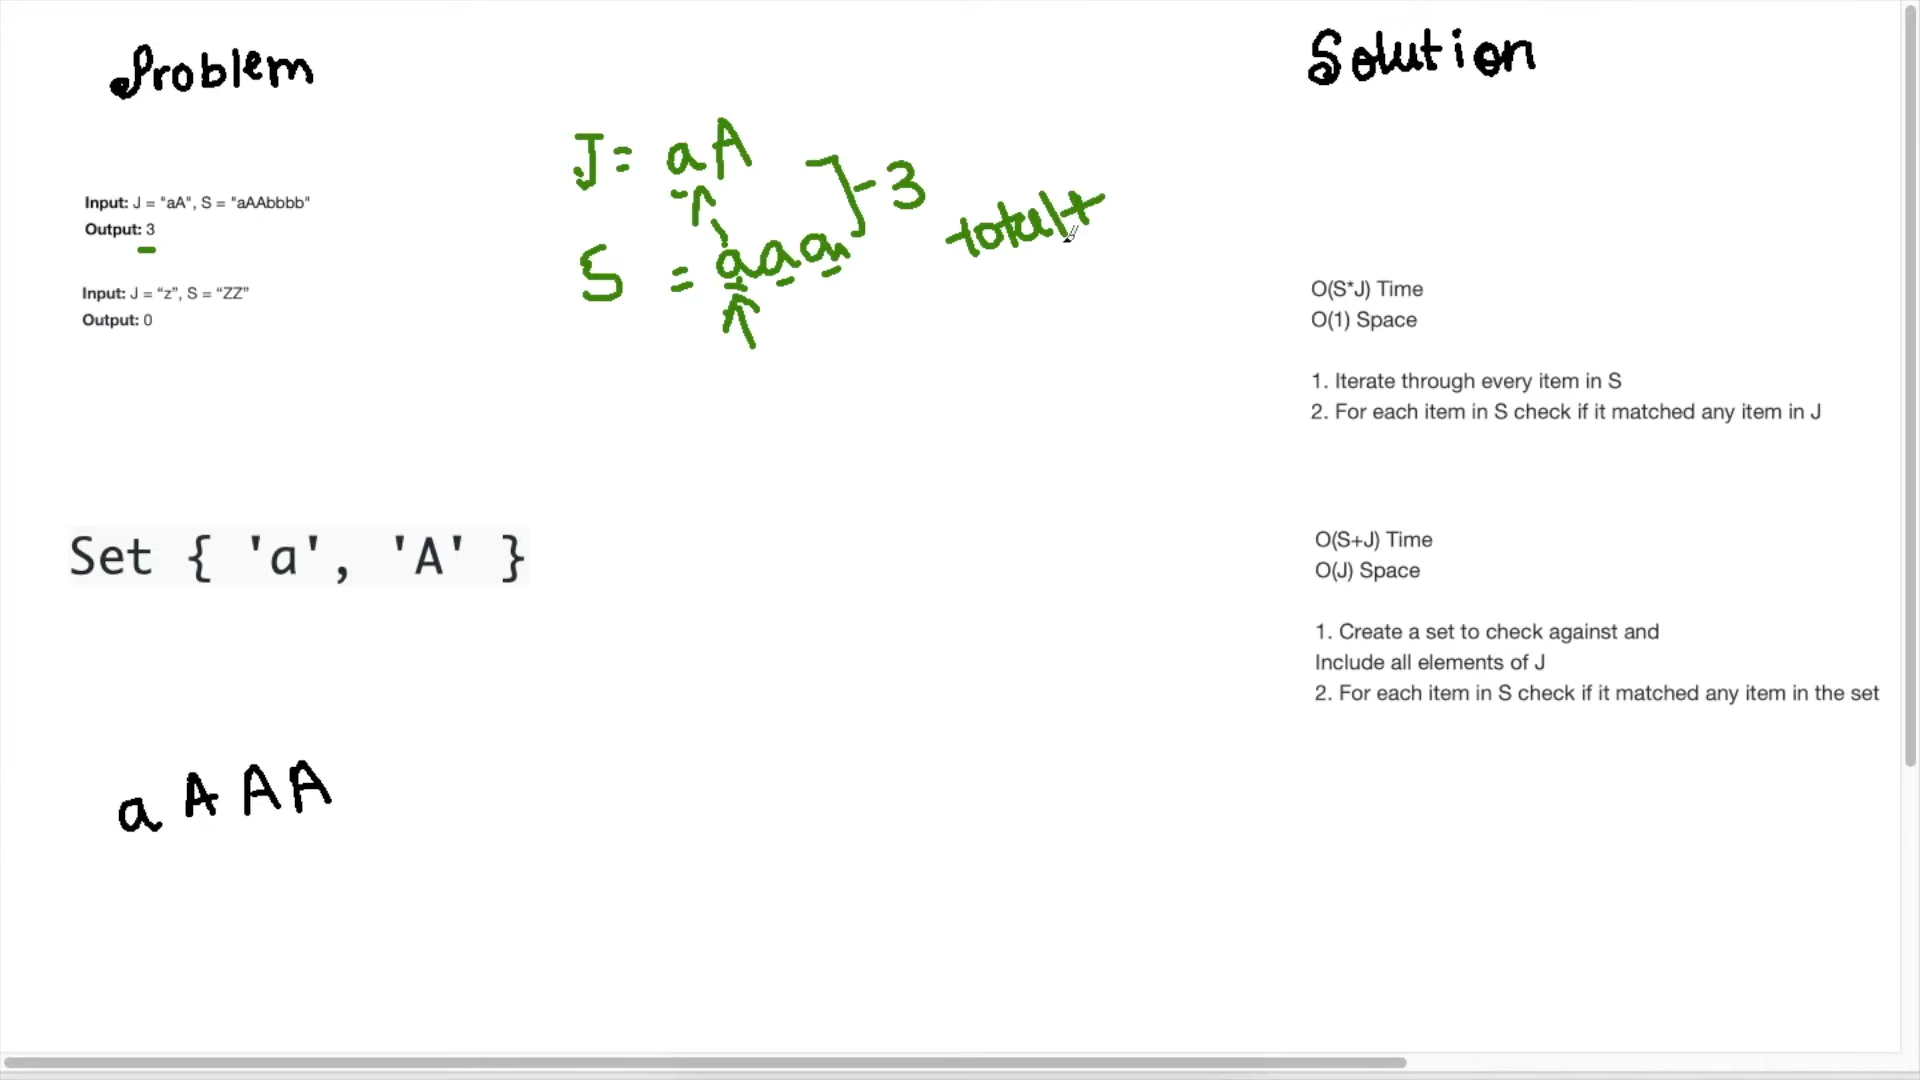 Problem
Solution
Input: J = "aA", S = "aAAbbbb"
Output: 3
Input: J = “z”, S = “ZZ”
Output: 0
J = aA
S = aaa
-3
total+
O(S*J) Time
O(1) Space
1. Iterate through every item in S
2. For each item in S check if it matched any item in J
Set { 'a', 'A' }
O(S+J) Time
O(J) Space
1. Create a set to check against and
Include all elements of J
2. For each item in S check if it matched any item in the set
a A A A